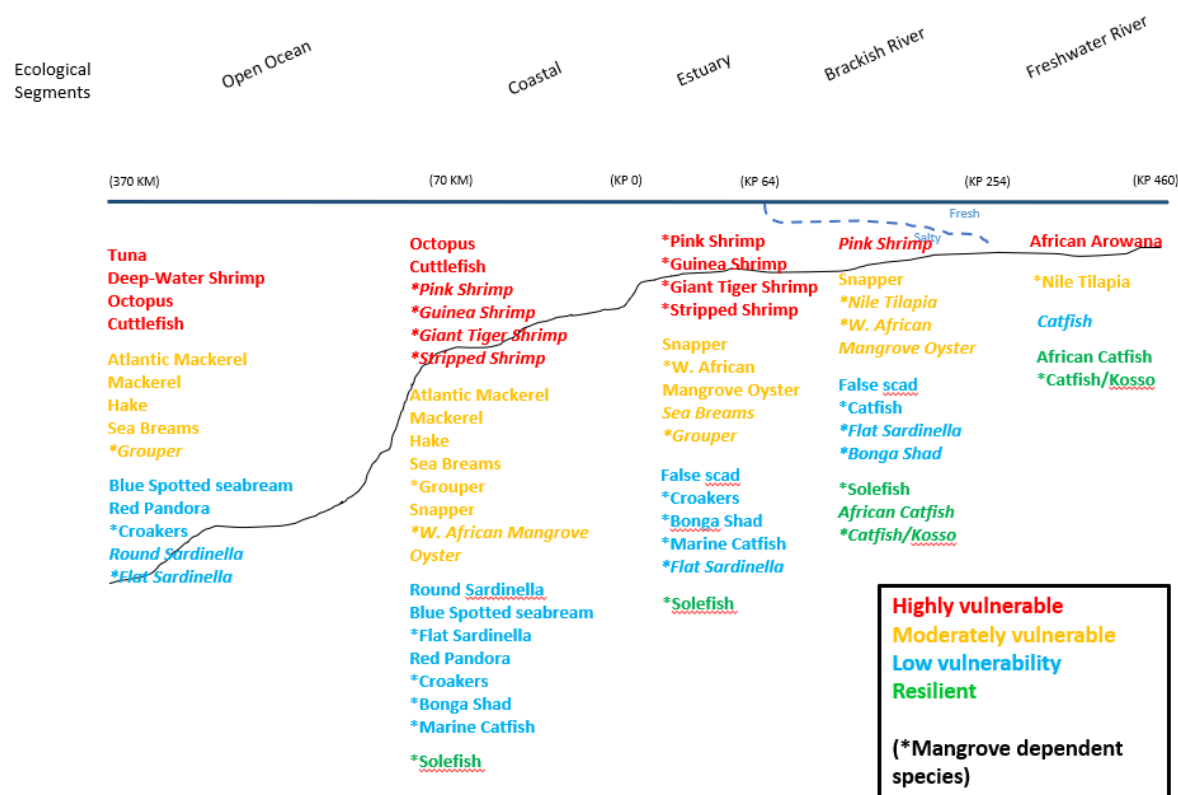 Ecological
Segments
Open Ocean
Coastal
Estuary
Brackish River
Freshwater River
(370 KM)
(70 KM)
(KP 0)
(KP 64)
(KP 254)
(KP 460)
Fresh
Salty
Tuna
Deep-Water Shrimp
Octopus
Cuttlefish
Atlantic Mackerel
Mackerel
Hake
Sea Breams
*Grouper
Blue Spotted seabream
Red Pandora
*Croakers
Round Sardinella
*Flat Sardinella
Octopus
Cuttlefish
*Pink Shrimp
*Guinea Shrimp
*Giant Tiger Shrimp
*Stripped Shrimp
Atlantic Mackerel
Mackerel
Hake
Sea Breams
*Grouper
Snapper
*W. African Mangrove
Oyster
Round Sardinella
Blue Spotted seabream
*Flat Sardinella
Red Pandora
*Croakers
*Bonga Shad
*Marine Catfish
*Solefish
*Pink Shrimp
*Guinea Shrimp
*Giant Tiger Shrimp
*Stripped Shrimp
Snapper
*W. African
Mangrove Oyster
Sea Breams
*Grouper
False scad
*Croakers
*Bonga Shad
*Marine Catfish
*Flat Sardinella
*Solefish
Pink Shrimp
Snapper
*Nile Tilapia
*W. African
Mangrove Oyster
False scad
*Catfish
*Flat Sardinella
*Bonga Shad
*Solefish
African Catfish
*Catfish/Kosso
African Arowana
*Nile Tilapia
Catfish
African Catfish
*Catfish/Kosso
Highly vulnerable
Moderately vulnerable
Low vulnerability
Resilient
(*Mangrove dependent
species)